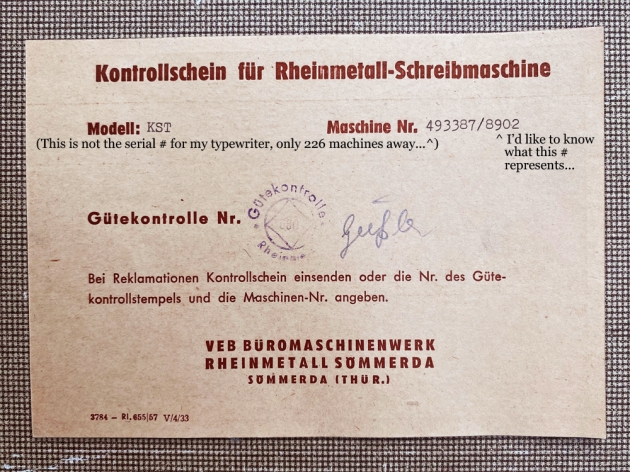 Kontrollschein für Rheinmetall-Schreibmaschine
Modell: KST Maschine Nr. 493387/8902
(This is not the serial # for my typewriter, only 226 machines away...^)
^ I'd like to know
what this #
represents...
Gütekontrolle Nr.
Gütekontrolle
Bei Reklamationen Kontrollschein einsenden oder die Nr. des Güte-
kontrollstempels und die Maschinen-Nr. angeben.
VEB BÜROMASCHINENWERK
RHEINMETALL SÖMMERDA
SÖMMERDA (THÜR.)
3784 – Rl. 655/57 V/4/33